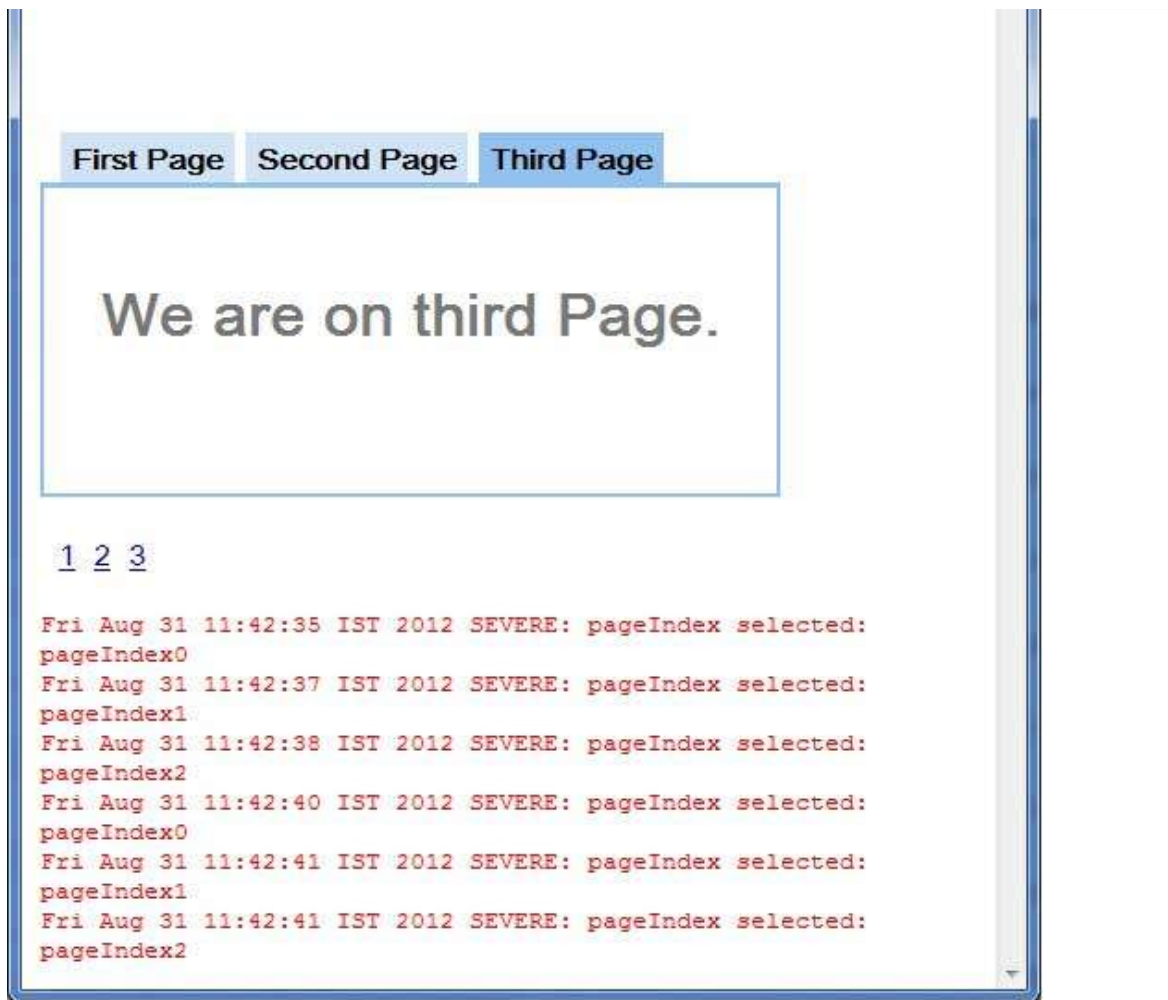 First Page Second Page Third Page
We are on third Page.
1 2 3
Fri Aug 31 11:42:35 IST 2012 SEVERE: pageIndex selected:
pageIndex0
Fri Aug 31 11:42:37 IST 2012 SEVERE: pageIndex selected:
pageIndex1
Fri Aug 31 11:42:38 IST 2012 SEVERE: pageIndex selected:
pageIndex2
Fri Aug 31 11:42:40 IST 2012 SEVERE: pageIndex selected:
pageIndex0
Fri Aug 31 11:42:41 IST 2012 SEVERE: pageIndex selected:
pageIndex1
Fri Aug 31 11:42:41 IST 2012 SEVERE: pageIndex selected:
pageIndex2